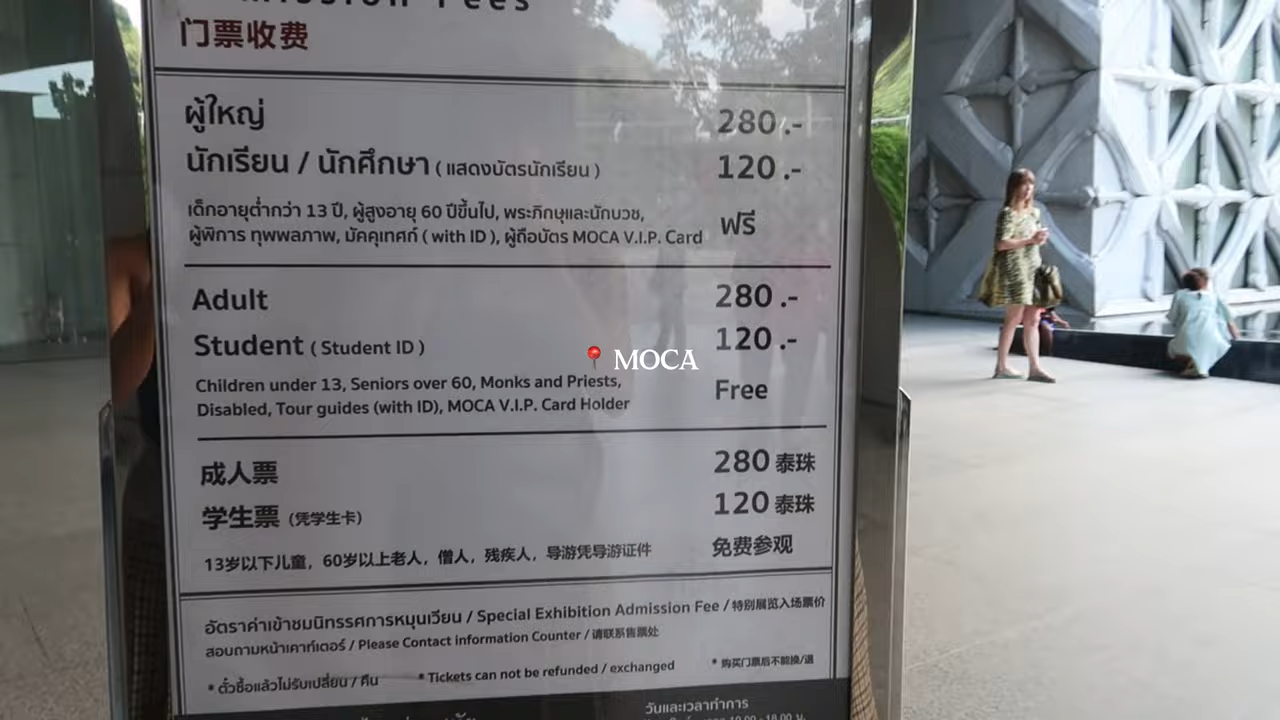 Fees
门票收费
ผู้ใหญ่ 280.-
นักเรียน / นักศึกษา ( แสดงบัตรนักเรียน ) 120.-
เด็กอายุต่ำกว่า 13 ปี, ผู้สูงอายุ 60 ปีขึ้นไป, พระภิกษุและนักบวช,
ผู้พิการ ทุพพลภาพ, มัคคุเทศก์ ( with ID ), ผู้ถือบัตร MOCA V.I.P. Card ฟรี
Adult 280.-
Student ( Student ID ) 120.-
📍 MOCA
Children under 13, Seniors over 60, Monks and Priests,
Disabled, Tour guides (with ID), MOCA V.I.P. Card Holder Free
成人票 280 泰珠
学生票 (凭学生卡) 120 泰珠
13岁以下儿童，60岁以上老人，僧人，残疾人，导游凭导游证件 免费参观
อัตราค่าเข้าชมนิทรรศการหมุนเวียน / Special Exhibition Admission Fee / 特别展览入场票价
สอบถามหน้าเคาท์เตอร์ / Please Contact information Counter / 请联系售票处
* ตั๋วซื้อแล้วไม่รับเปลี่ยน / คืน * Tickets can not be refunded / exchanged * 购买门票后不能换/退
วันและเวลาทำการ